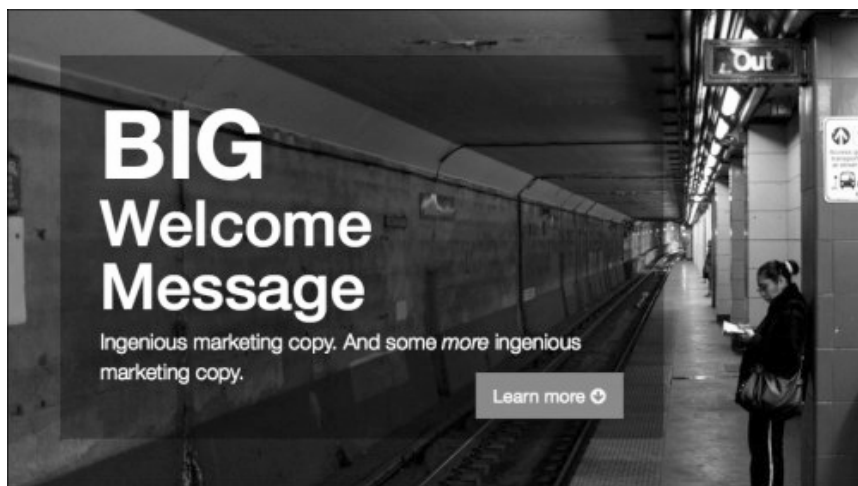 BIG
Welcome
Message
Ingenious marketing copy. And some more ingenious
marketing copy.
Learn more
Out